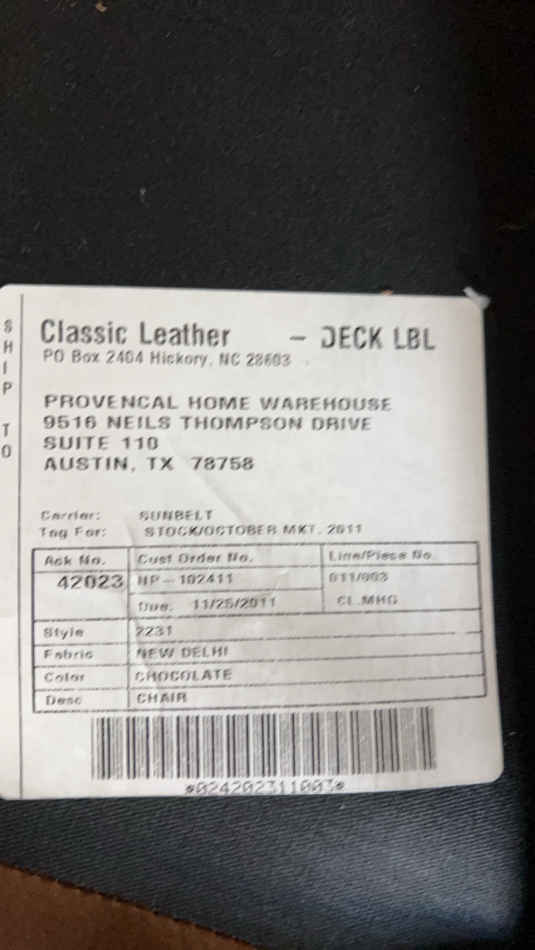 SHIP TO
Classic Leather – DECK LBL
PO Box 2404 Hickory, NC 28603
PROVENCAL HOME WAREHOUSE
9516 NEILS THOMPSON DRIVE
SUITE 110
AUSTIN, TX 78758
Carrier: SUNBELT
Tag For: STOCK/OCTOBER MKT. 2011
Ack No. Cust Order No. Line/Piece No.
42023 NP-102411 011/003
Due: 11/25/2011 CL.MHG
Style 2231
Fabric NEW DELHI
Color CHOCOLATE
Desc CHAIR
*024202311003*